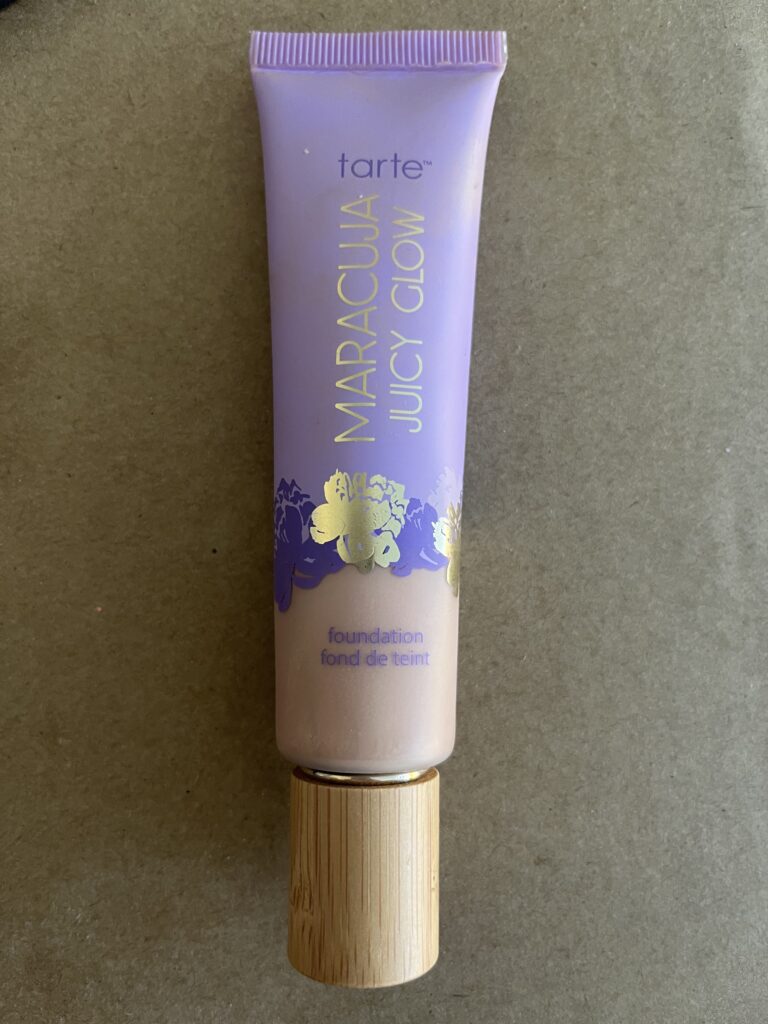 tarte™
MARACUJA
JUICY GLOW
foundation
fond de teint